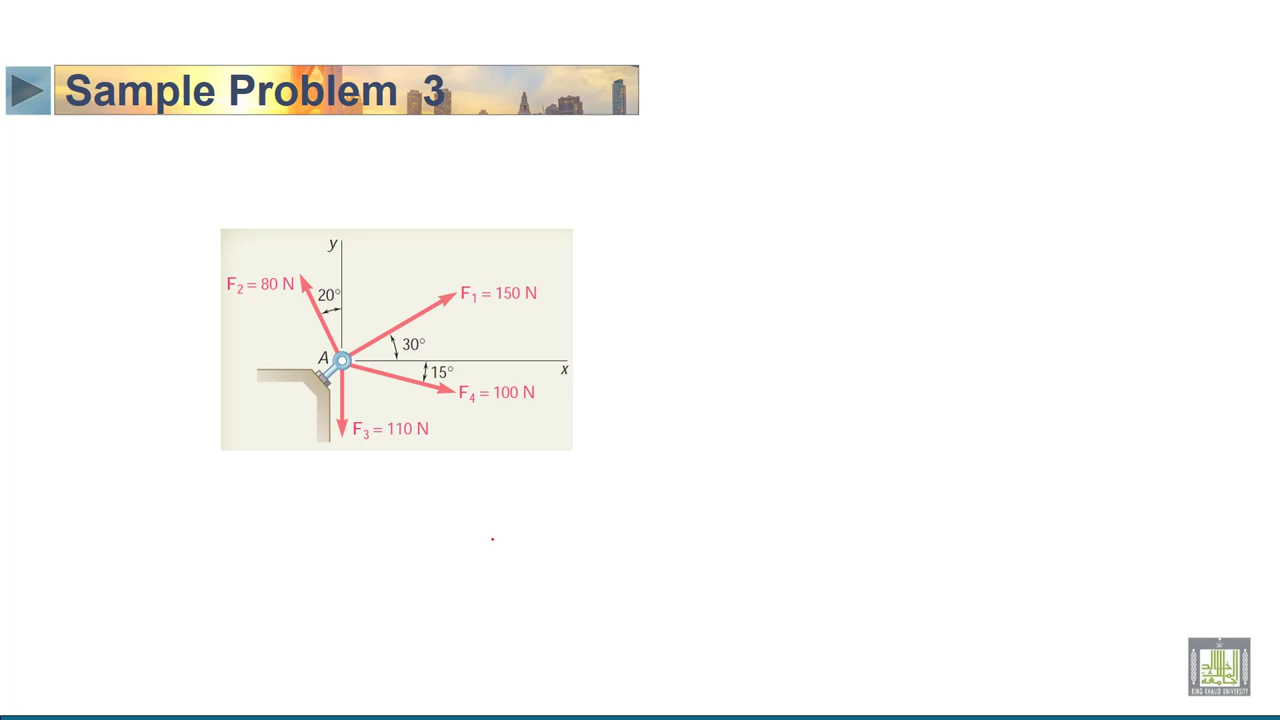 Sample Problem 3
y
F2 = 80 N
20°
F1 = 150 N
30°
A
x
15°
F4 = 100 N
F3 = 110 N
KING KHALID UNIVERSITY